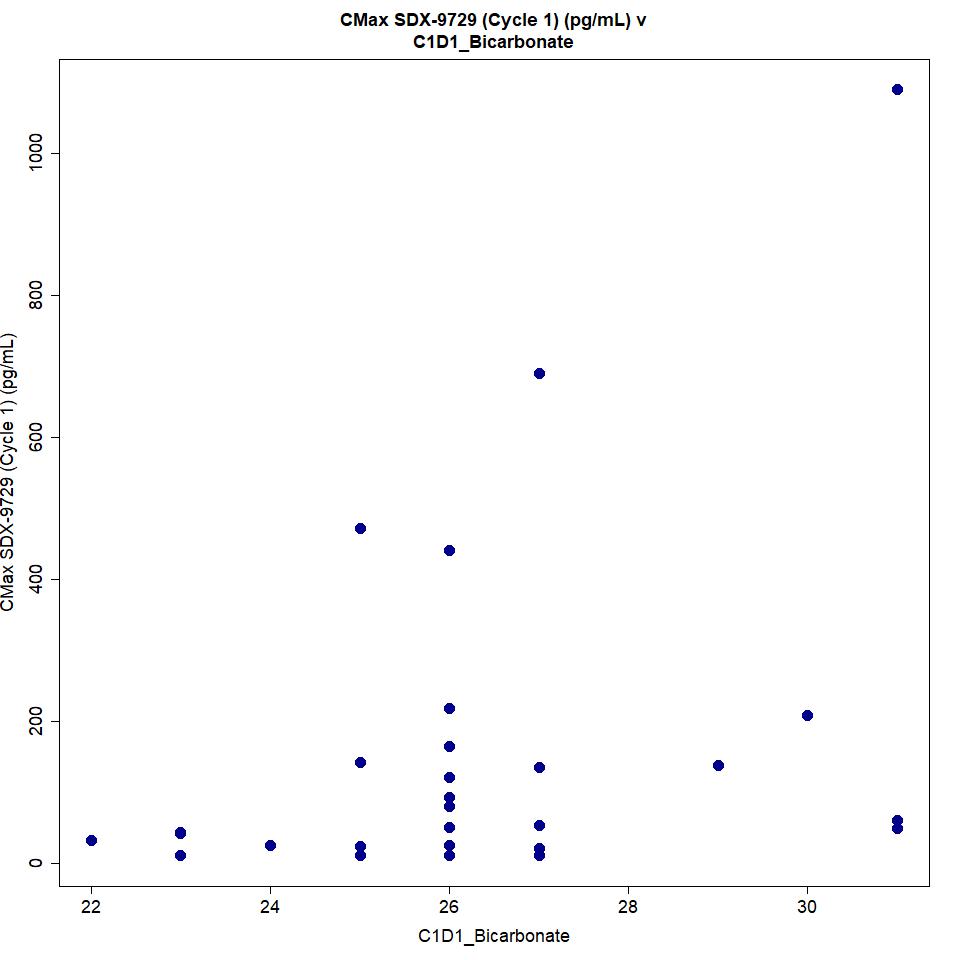 CMax SDX-9729 (Cycle 1) (pg/mL) v
C1D1_Bicarbonate
1000
800
600
400
200
0
CMax SDX-9729 (Cycle 1) (pg/mL)
22 24 26 28 30
C1D1_Bicarbonate